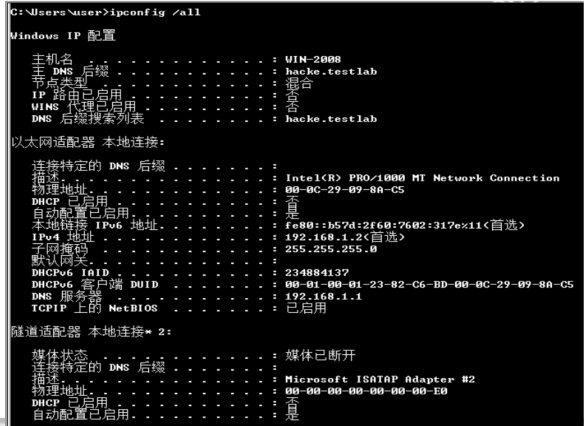 C:\Users\user>ipconfig /all
Windows IP 配置
主机名 . . . . . . . . . . . . . : WIN-2008
主 DNS 后缀 . . . . . . . . . . . : hacke.testlab
节点类型 . . . . . . . . . . . . : 混合
IP 路由已启用 . . . . . . . . . . : 否
WINS 代理已启用 . . . . . . . . . : 否
DNS 后缀搜索列表 . . . . . . . . : hacke.testlab
以太网适配器 本地连接:
连接特定的 DNS 后缀 . . . . . . . :
描述. . . . . . . . . . . . . . . : Intel(R) PRO/1000 MT Network Connection
物理地址. . . . . . . . . . . . . : 00-0C-29-09-8A-C5
DHCP 已启用 . . . . . . . . . . . : 否
自动配置已启用. . . . . . . . . . : 是
本地链接 IPv6 地址. . . . . . . . : fe80::b57d:2f60:7602:317e%11(首选)
IPv4 地址 . . . . . . . . . . . . : 192.168.1.2(首选)
子网掩码 . . . . . . . . . . . . : 255.255.255.0
默认网关. . . . . . . . . . . . . :
DHCPv6 IAID . . . . . . . . . . . : 234884137
DHCPv6 客户端 DUID . . . . . . . : 00-01-00-01-23-82-C6-BD-00-0C-29-09-8A-C5
DNS 服务器 . . . . . . . . . . . : 192.168.1.1
TCPIP 上的 NetBIOS . . . . . . . : 已启用
隧道适配器 本地连接* 2:
媒体状态 . . . . . . . . . . . . : 媒体已断开
连接特定的 DNS 后缀 . . . . . . . :
描述. . . . . . . . . . . . . . . : Microsoft ISATAP Adapter #2
物理地址. . . . . . . . . . . . . : 00-00-00-00-00-00-00-E0
DHCP 已启用 . . . . . . . . . . . : 否
自动配置已启用. . . . . . . . . . : 是